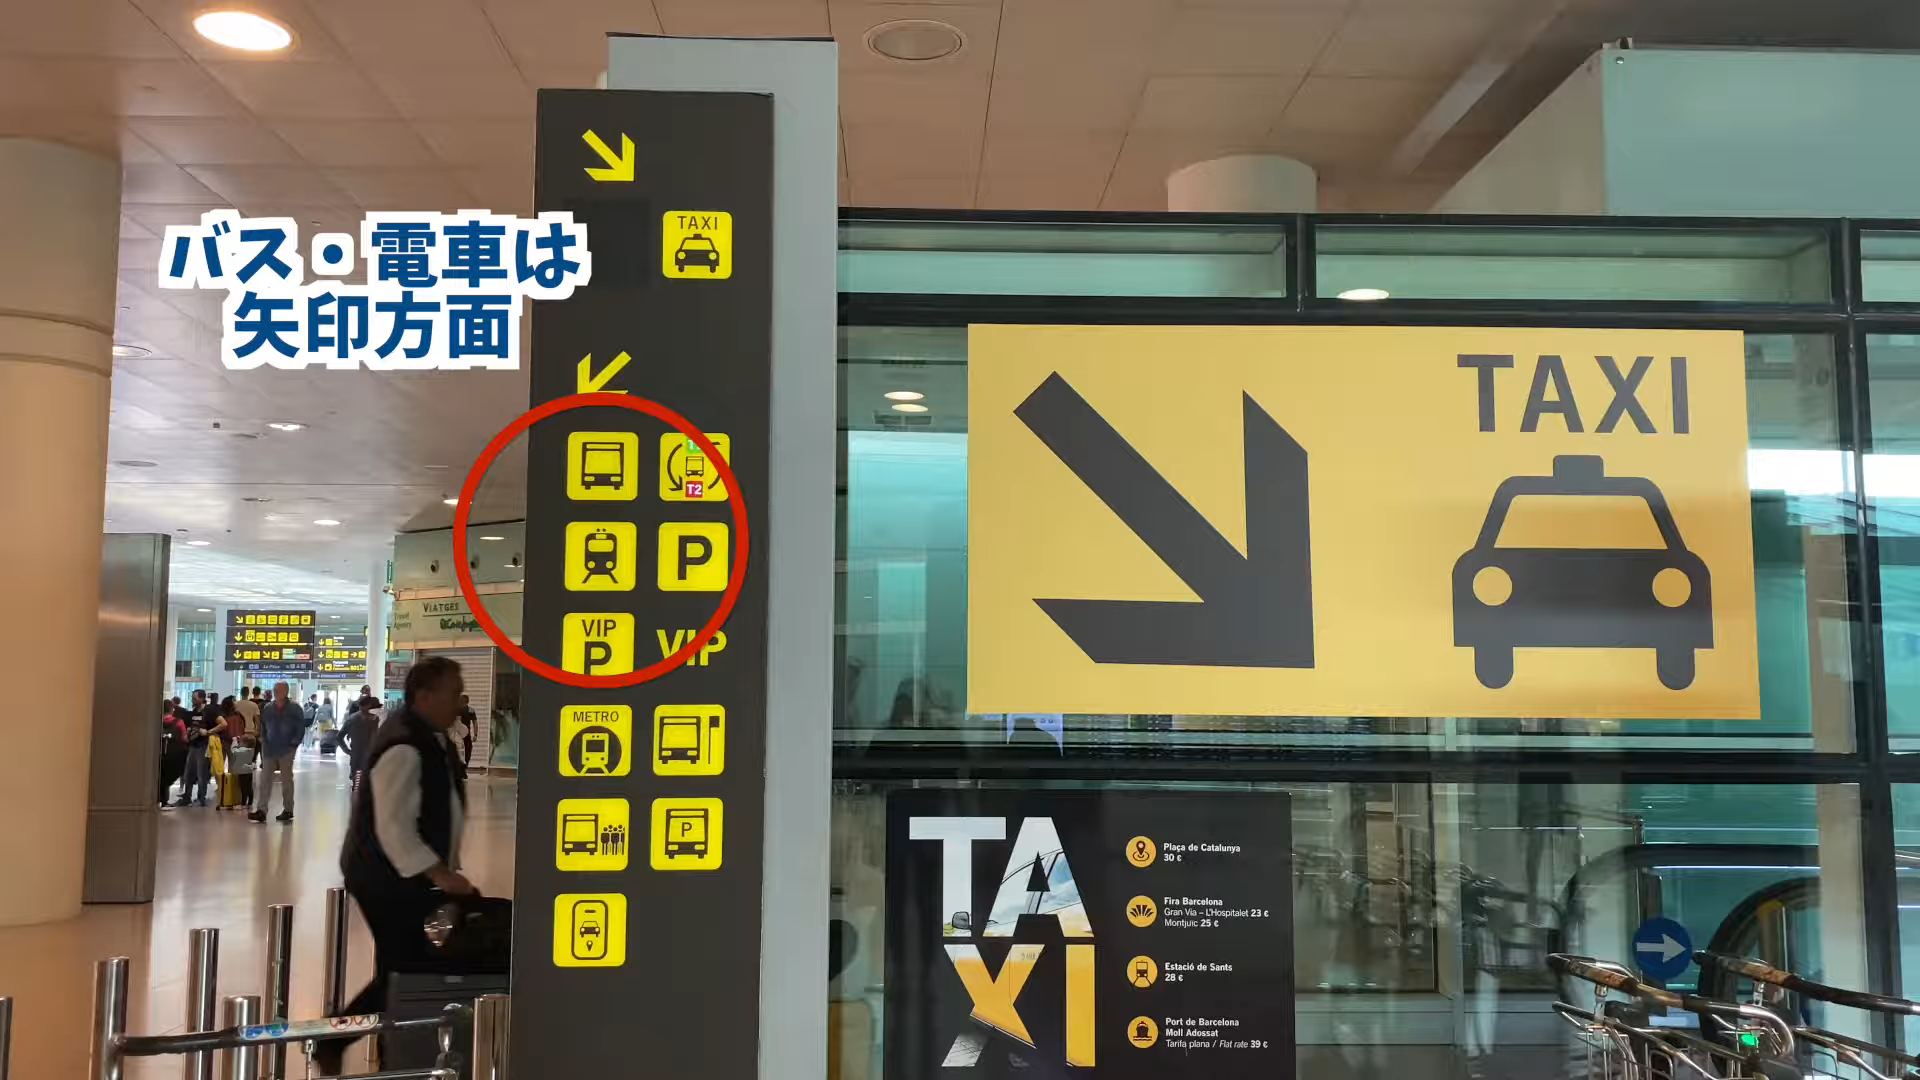 バス・電車は
矢印方面
TAXI
T2
P
VIP
P
VIP
METRO
P
VIATGES
TAXI
TAXI
Plaça de Catalunya
30 €
Fira Barcelona
Gran Via – L'Hospitalet 23 €
Montjuïc 25 €
Estació de Sants
28 €
Port de Barcelona
Moll Adossat
Tarifa plana / Flat rate 39 €